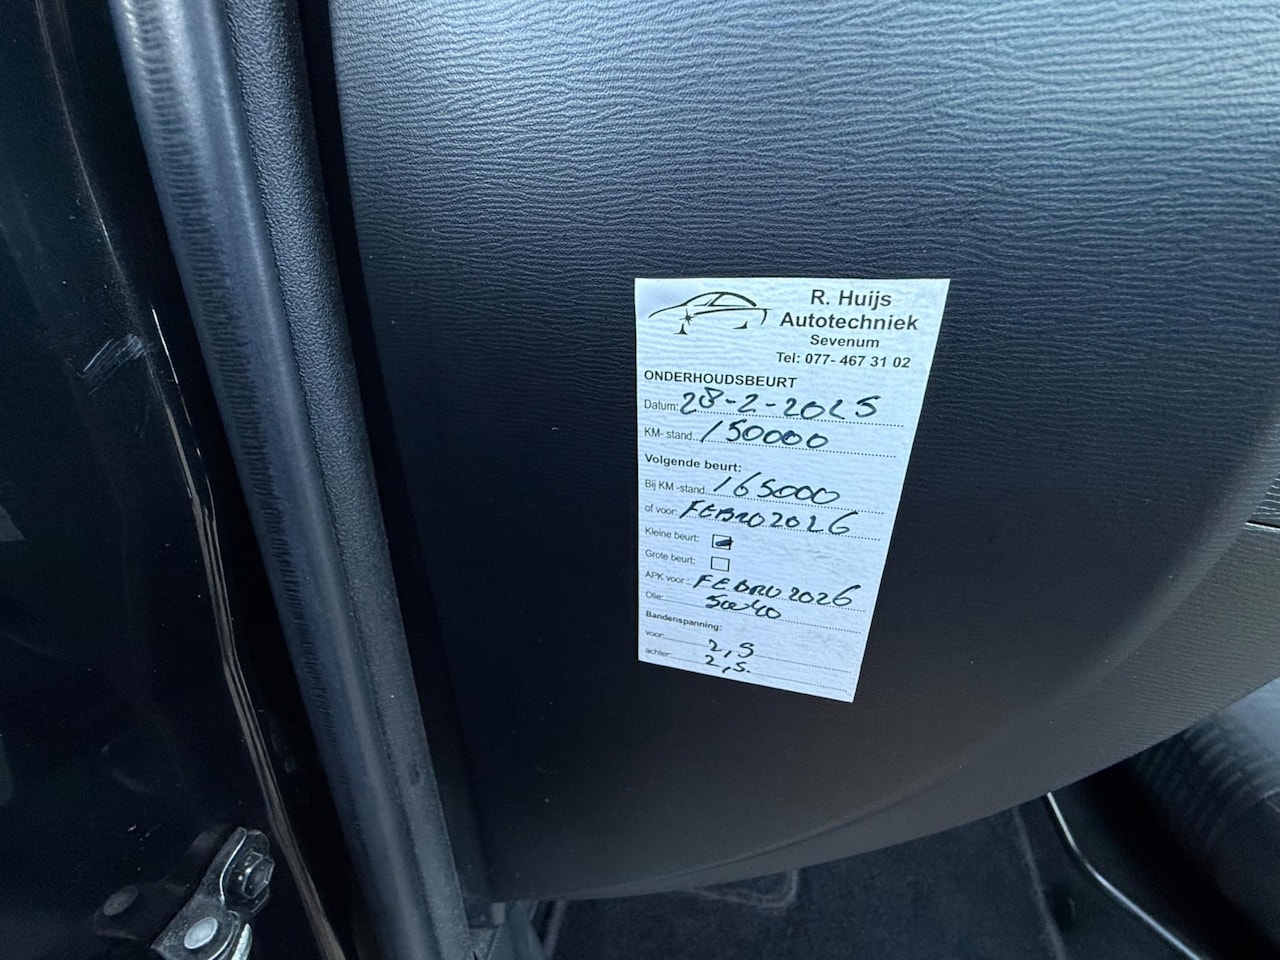 R. Huijs
Autotechniek
Sevenum
Tel: 077- 467 31 02
ONDERHOUDSBEURT
Datum: 28-2-2025
KM- stand 150000
Volgende beurt:
Bij KM -stand 165000
of voor: FEBRU 2026
Kleine beurt:
Grote beurt:
APK voor : FEBRU 2026
Olie: 5W40
Bandenspanning:
voor: 2,5
achter: 2,5.